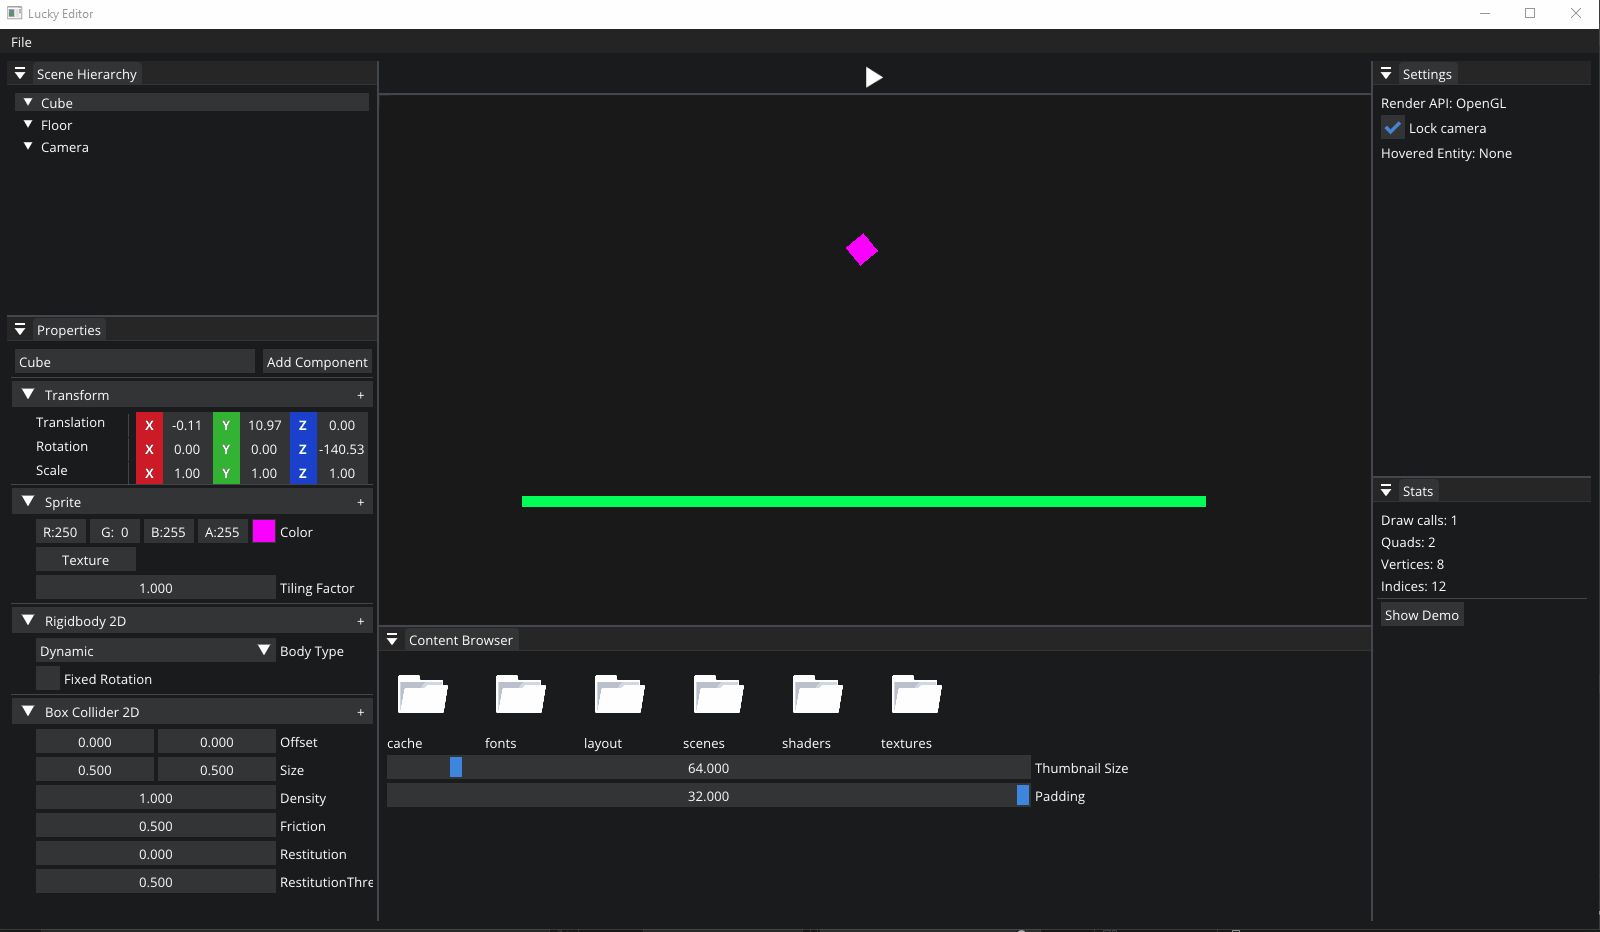 Lucky Editor
File
Scene Hierarchy
Cube
Floor
Camera
Properties
Cube
Add Component
Transform +
Translation X -0.11 Y 10.97 Z 0.00
Rotation X 0.00 Y 0.00 Z -140.53
Scale X 1.00 Y 1.00 Z 1.00
Sprite +
R:250 G: 0 B:255 A:255 Color
Texture
1.000 Tiling Factor
Rigidbody 2D +
Dynamic Body Type
Fixed Rotation
Box Collider 2D +
0.000 0.000 Offset
0.500 0.500 Size
1.000 Density
0.500 Friction
0.000 Restitution
0.500 RestitutionThre
Content Browser
cache fonts layout scenes shaders textures
64.000 Thumbnail Size
32.000 Padding
Settings
Render API: OpenGL
Lock camera
Hovered Entity: None
Stats
Draw calls: 1
Quads: 2
Vertices: 8
Indices: 12
Show Demo